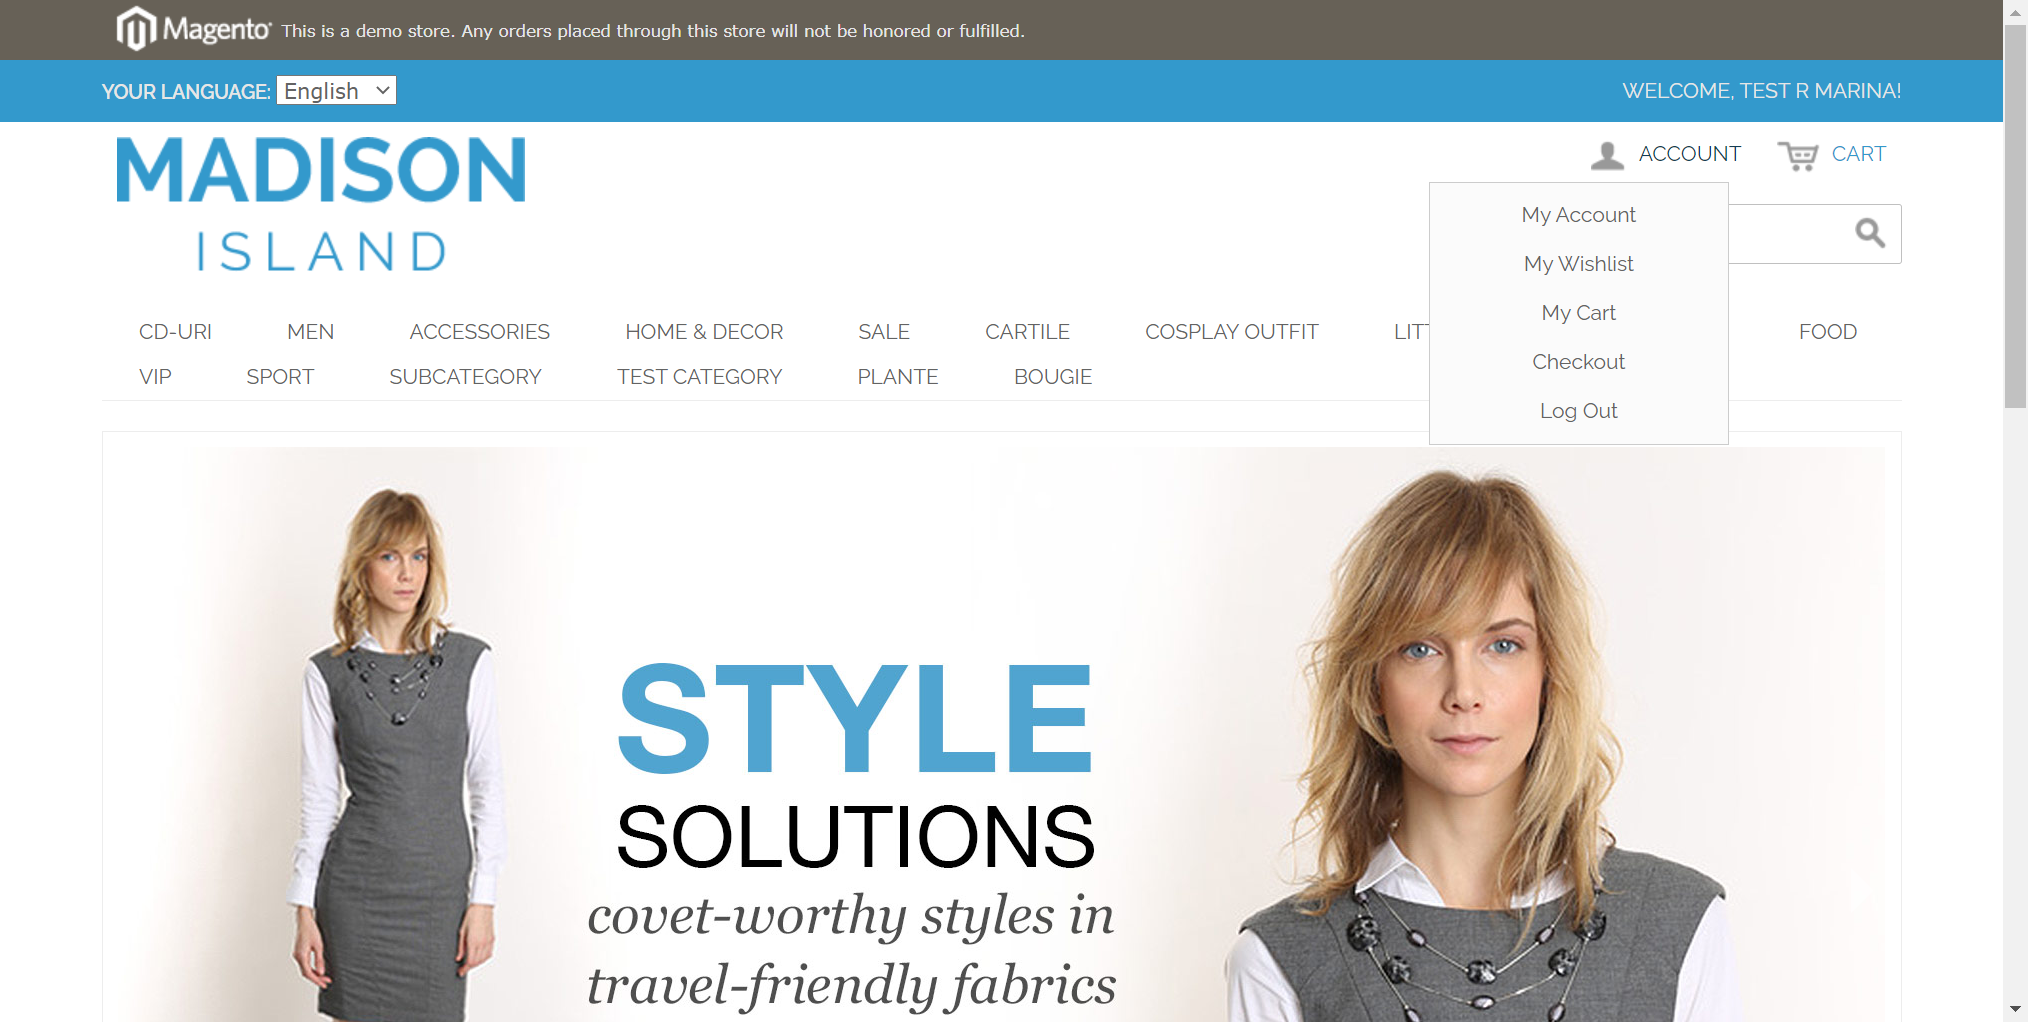 Magento® This is a demo store. Any orders placed through this store will not be honored or fulfilled.
YOUR LANGUAGE: English
WELCOME, TEST R MARINA!
MADISON
ISLAND
ACCOUNT
CART
My Account
My Wishlist
My Cart
Checkout
Log Out
CD-URI MEN ACCESSORIES HOME & DECOR SALE CARTILE COSPLAY OUTFIT FOOD
VIP SPORT SUBCATEGORY TEST CATEGORY PLANTE BOUGIE
STYLE
SOLUTIONS
covet-worthy styles in
travel-friendly fabrics